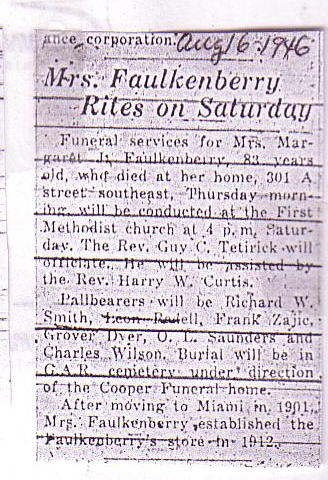 ance corporation. Aug 16-1946
Mrs. Faulkenberry
Rites on Saturday
Funeral services for Mrs. Mar-
garet J. Faulkenberry, 83 years
old, who died at her home, 301 A
street southeast, Thursday morn-
ing, will be conducted at the First
Methodist church at 4 p. m. Satur-
day. The Rev. Guy C. Tetirick will
officiate. He will be assisted by
the Rev. Harry W. Curtis.
Pallbearers will be Richard W.
Smith, Leon Rodell, Frank Zajic,
Grover Dyer, O. L. Saunders and
Charles Wilson. Burial will be in
G.A.R. cemetery under direction
of the Cooper Funeral home.
After moving to Miami in 1901,
Mrs. Faulkenberry established the
Faulkenberry's store in 1912.